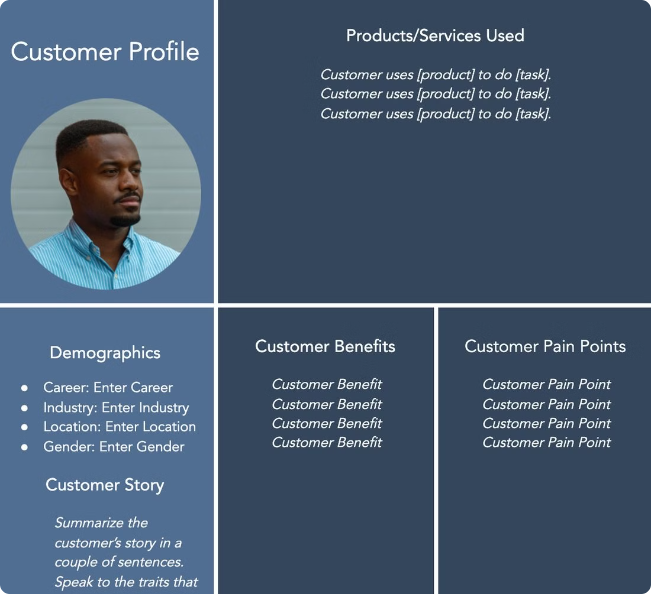 Customer Profile
Products/Services Used
Customer uses [product] to do [task].
Customer uses [product] to do [task].
Customer uses [product] to do [task].
Demographics
● Career: Enter Career
● Industry: Enter Industry
● Location: Enter Location
● Gender: Enter Gender
Customer Story
Summarize the
customer’s story in a
couple of sentences.
Speak to the traits that
Customer Benefits
Customer Benefit
Customer Benefit
Customer Benefit
Customer Benefit
Customer Pain Points
Customer Pain Point
Customer Pain Point
Customer Pain Point
Customer Pain Point